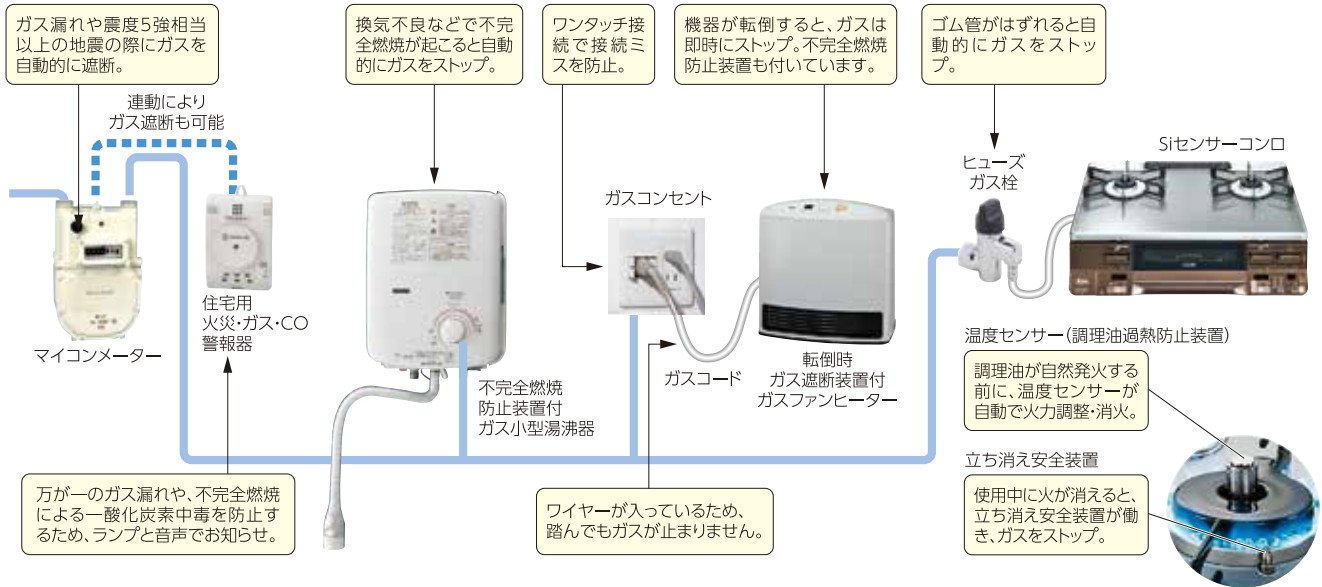 ガス漏れや震度5強相当
以上の地震の際にガスを
自動的に遮断。
換気不良などで不完
全燃焼が起こると自動
的にガスをストップ。
ワンタッチ接
続で接続ミ
スを防止。
機器が転倒すると、ガスは
即時にストップ。不完全燃焼
防止装置も付いています。
ゴム管がはずれると自
動的にガスをストッ
プ。
連動により
ガス遮断も可能
マイコンメーター
住宅用
火災・ガス・CO
警報器
不完全燃焼
防止装置付
ガス小型湯沸器
ガスコンセント
ガスコード
転倒時
ガス遮断装置付
ガスファンヒーター
ヒューズ
ガス栓
Siセンサーコンロ
温度センサー(調理油過熱防止装置)
調理油が自然発火する
前に、温度センサーが
自動で火力調整・消火。
立ち消え安全装置
使用中に火が消えると、
立ち消え安全装置が働
き、ガスをストップ。
万が一のガス漏れや、不完全燃焼
による一酸化炭素中毒を防止す
るため、ランプと音声でお知らせ。
ワイヤーが入っているため、
踏んでもガスが止まりません。